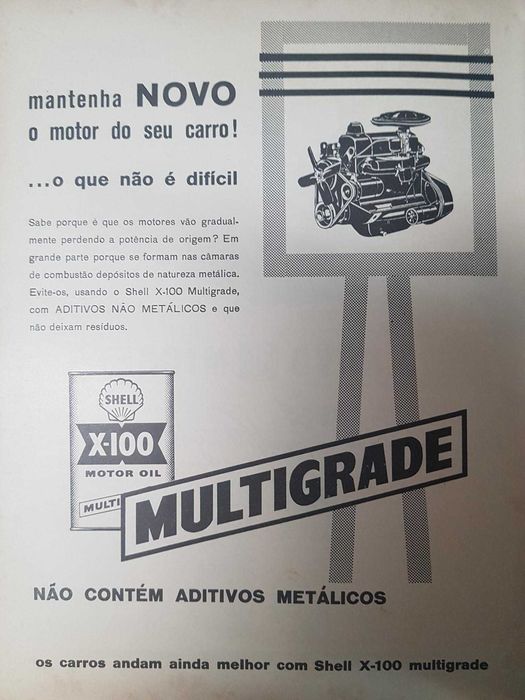 mantenha NOVO
o motor do seu carro!
...o que não é difícil
Sabe porque é que os motores vão gradual-
mente perdendo a potência de origem? Em
grande parte porque se formam nas câmaras
de combustão depósitos de natureza metálica.
Evite-os, usando o Shell X-100 Multigrade,
com ADITIVOS NÃO METÁLICOS e que
não deixam resíduos.
SHELL
X-100
MOTOR OIL
MULTI
MULTIGRADE
NÃO CONTÉM ADITIVOS METÁLICOS
os carros andam ainda melhor com Shell X-100 multigrade